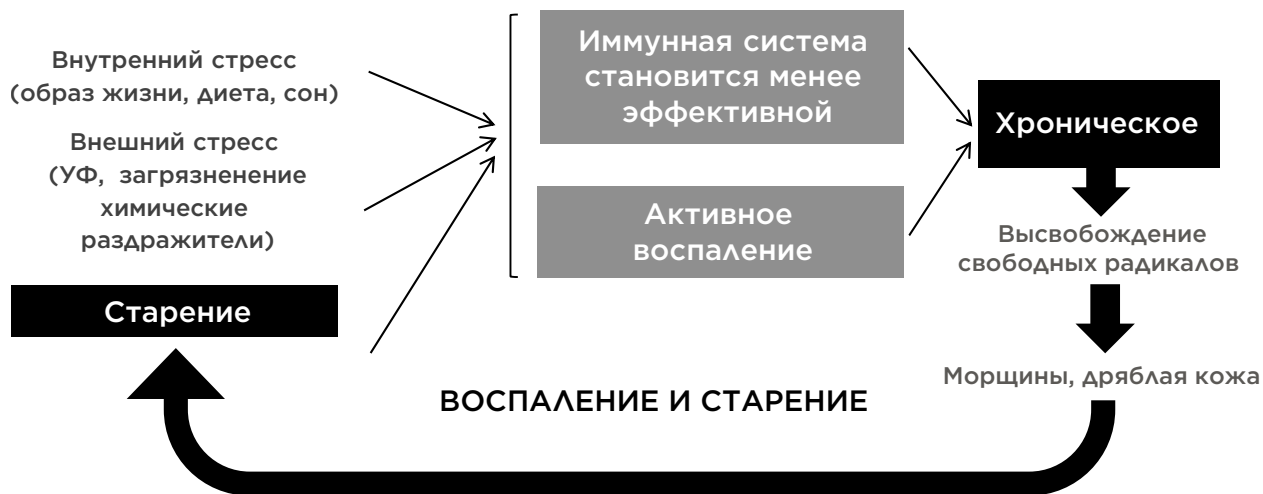 Внутренний стресс
(образ жизни, диета, сон)
Внешний стресс
(УФ, загрязненение
химические
раздражители)
Старение
Иммунная система
становится менее
эффективной
Активное
воспаление
Хроническое
Высвобождение
свободных радикалов
Морщины, дряблая кожа
ВОСПАЛЕНИЕ И СТАРЕНИЕ